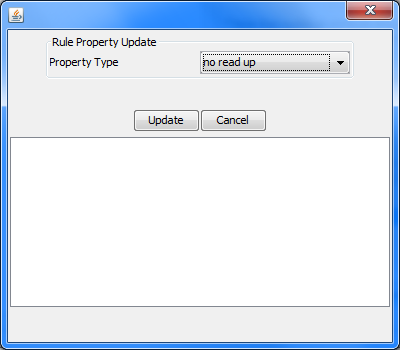 Rule Property Update
Property Type no read up
Update Cancel